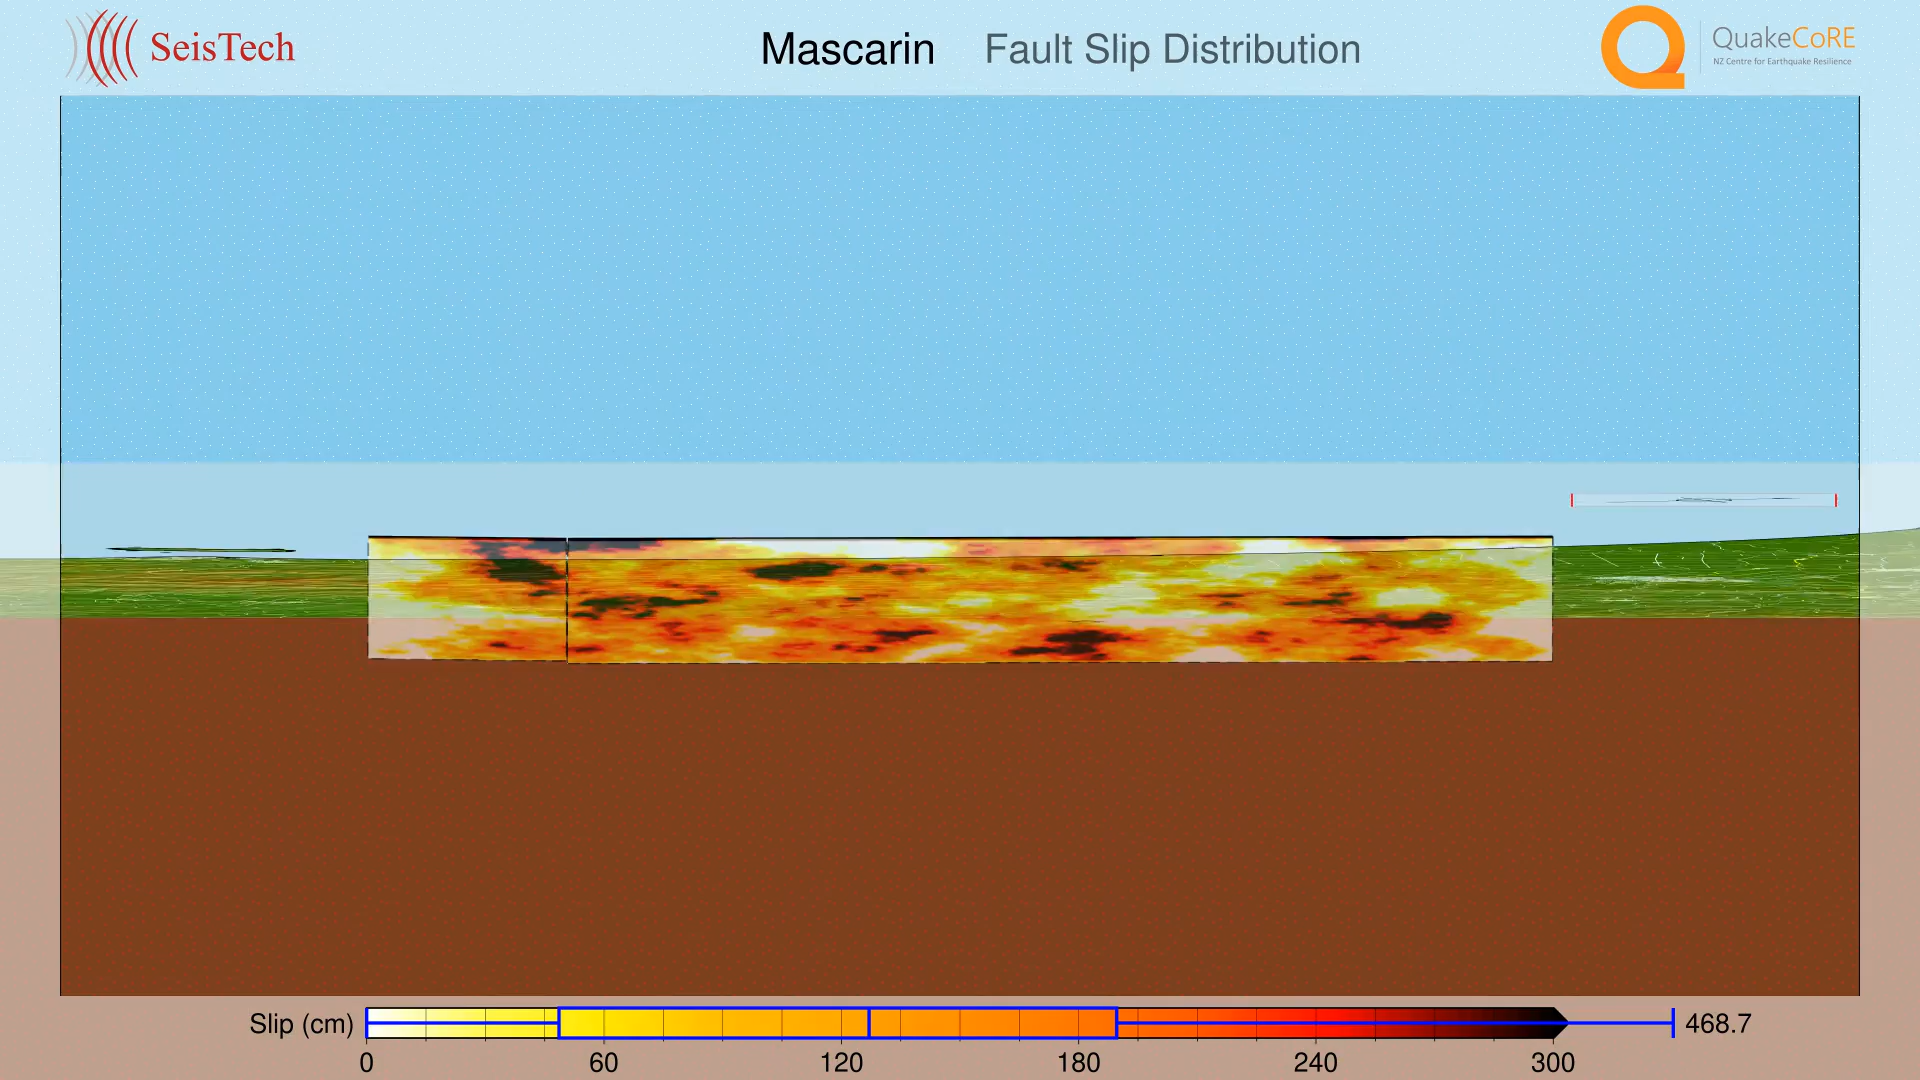 SeisTech
Mascarin Fault Slip Distribution
QuakeCoRE
NZ Centre for Earthquake Resilience
Slip (cm)
468.7
0 60 120 180 240 300